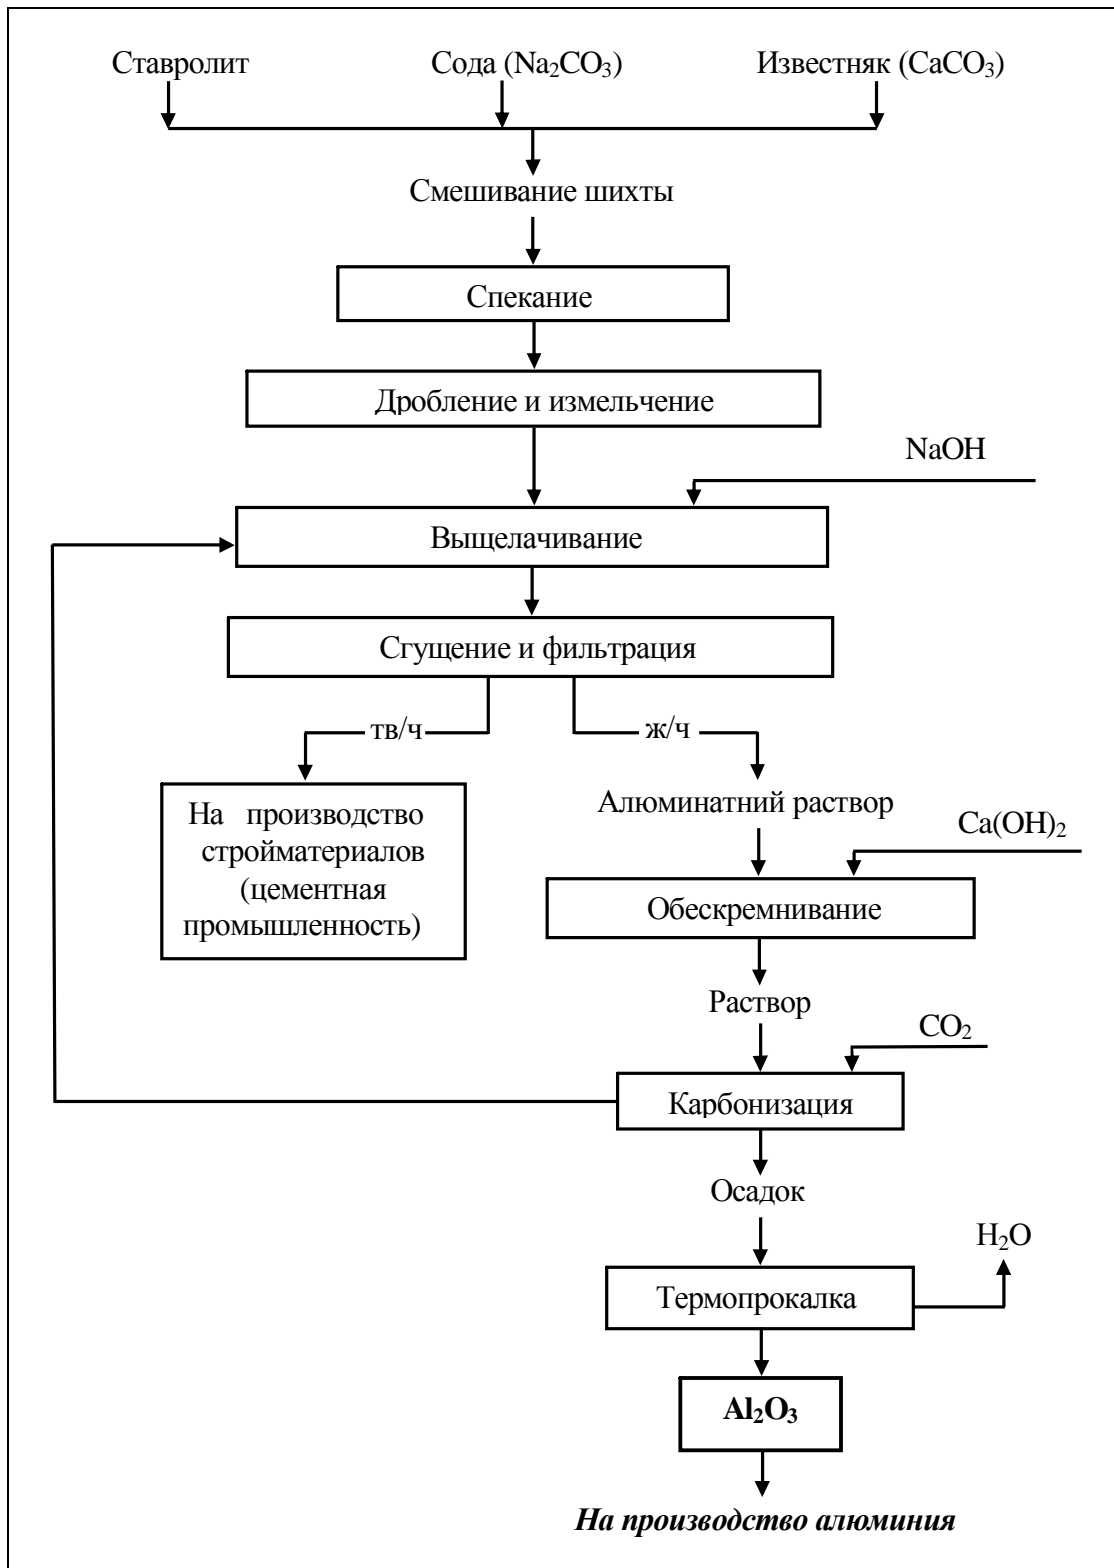 Ставролит
Сода (Na₂CO₃)
Известняк (CaCO₃)
Смешивание шихты
Спекание
Дробление и измельчение
NaOH
Выщелачивание
Сгущение и фильтрация
тв/ч
ж/ч
На производство
стройматериалов
(цементная
промышленность)
Алюминатний раствор
Ca(OH)₂
Обескремнивание
Раствор
CO₂
Карбонизация
Осадок
H₂O
Термопрокалка
Al₂O₃
На производство алюминия